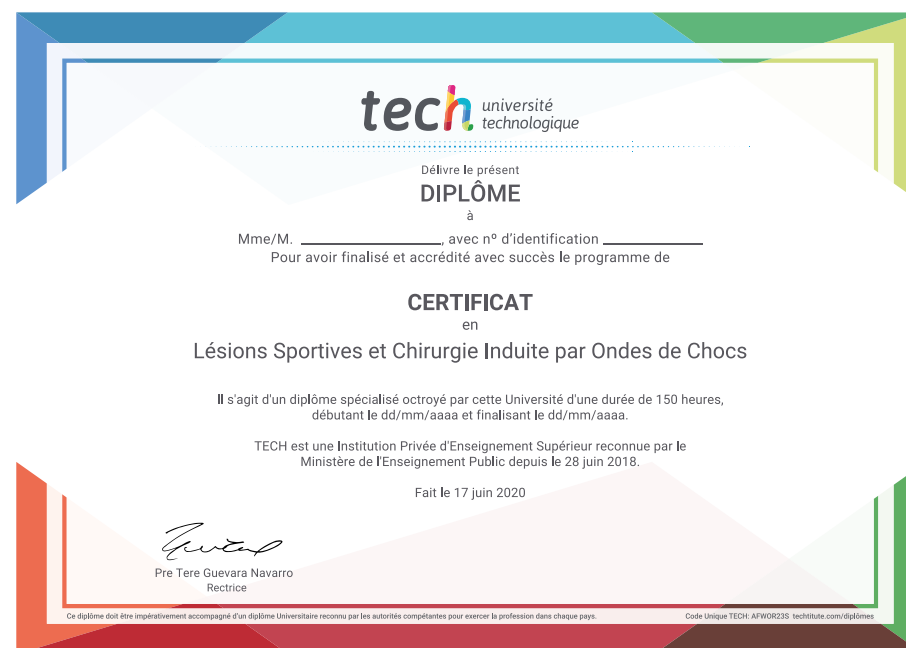 tech université
technologique
Délivre le présent
DIPLÔME
à
Mme/M. ____________________, avec nº d'identification ______________
Pour avoir finalisé et accrédité avec succès le programme de
CERTIFICAT
en
Lésions Sportives et Chirurgie Induite par Ondes de Chocs
Il s'agit d'un diplôme spécialisé octroyé par cette Université d'une durée de 150 heures,
débutant le dd/mm/aaaa et finalisant le dd/mm/aaaa.
TECH est une Institution Privée d'Enseignement Supérieur reconnue par le
Ministère de l'Enseignement Public depuis le 28 juin 2018.
Fait le 17 juin 2020
Pre Tere Guevara Navarro
Rectrice
Ce diplôme doit être impérativement accompagné d'un diplôme Universitaire reconnu par les autorités compétentes pour exercer la profession dans chaque pays.
Code Unique TECH: AFWOR23S techtitute.com/diplômes